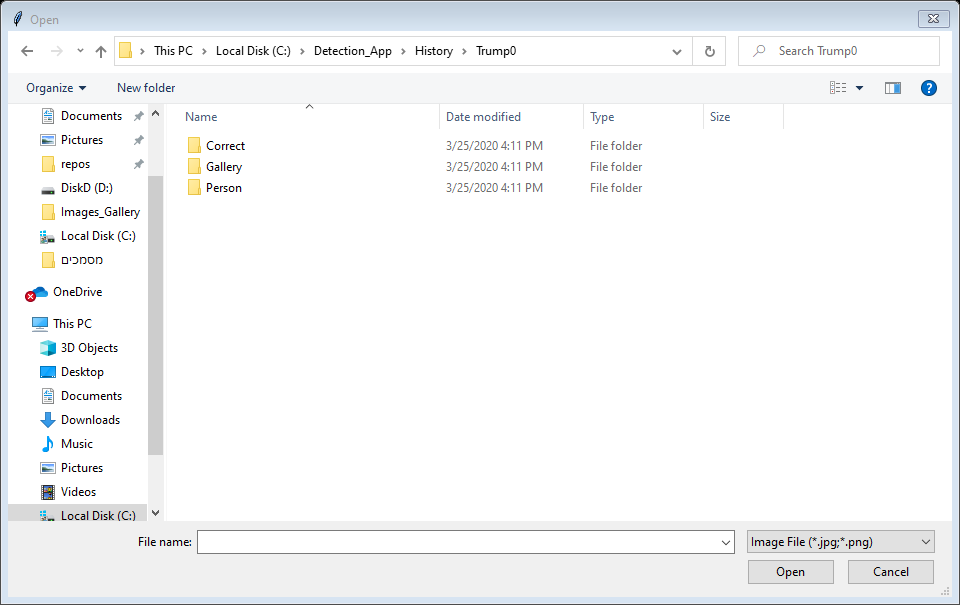 Open
This PC > Local Disk (C:) > Detection_App > History > Trump0
Search Trump0
Organize
New folder
Documents
Pictures
repos
DiskD (D:)
Images_Gallery
Local Disk (C:)
מסמכים
OneDrive
This PC
3D Objects
Desktop
Documents
Downloads
Music
Pictures
Videos
Local Disk (C:)
Name Date modified Type Size
Correct 3/25/2020 4:11 PM File folder
Gallery 3/25/2020 4:11 PM File folder
Person 3/25/2020 4:11 PM File folder
File name:
Image File (*.jpg;*.png)
Open Cancel